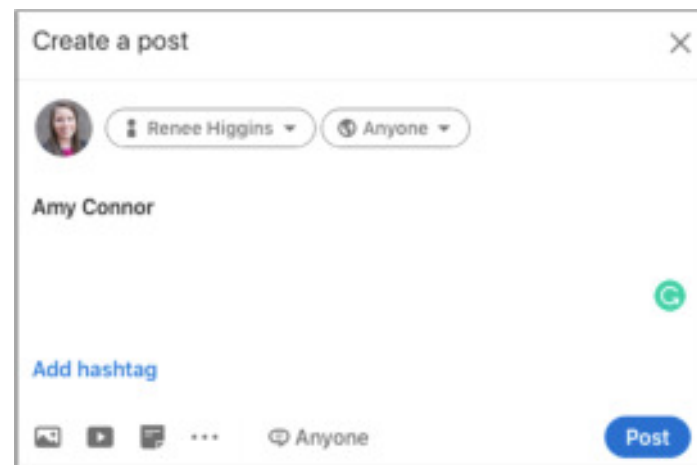 Create a post
Renee Higgins Anyone
Amy Connor
Add hashtag
Anyone Post